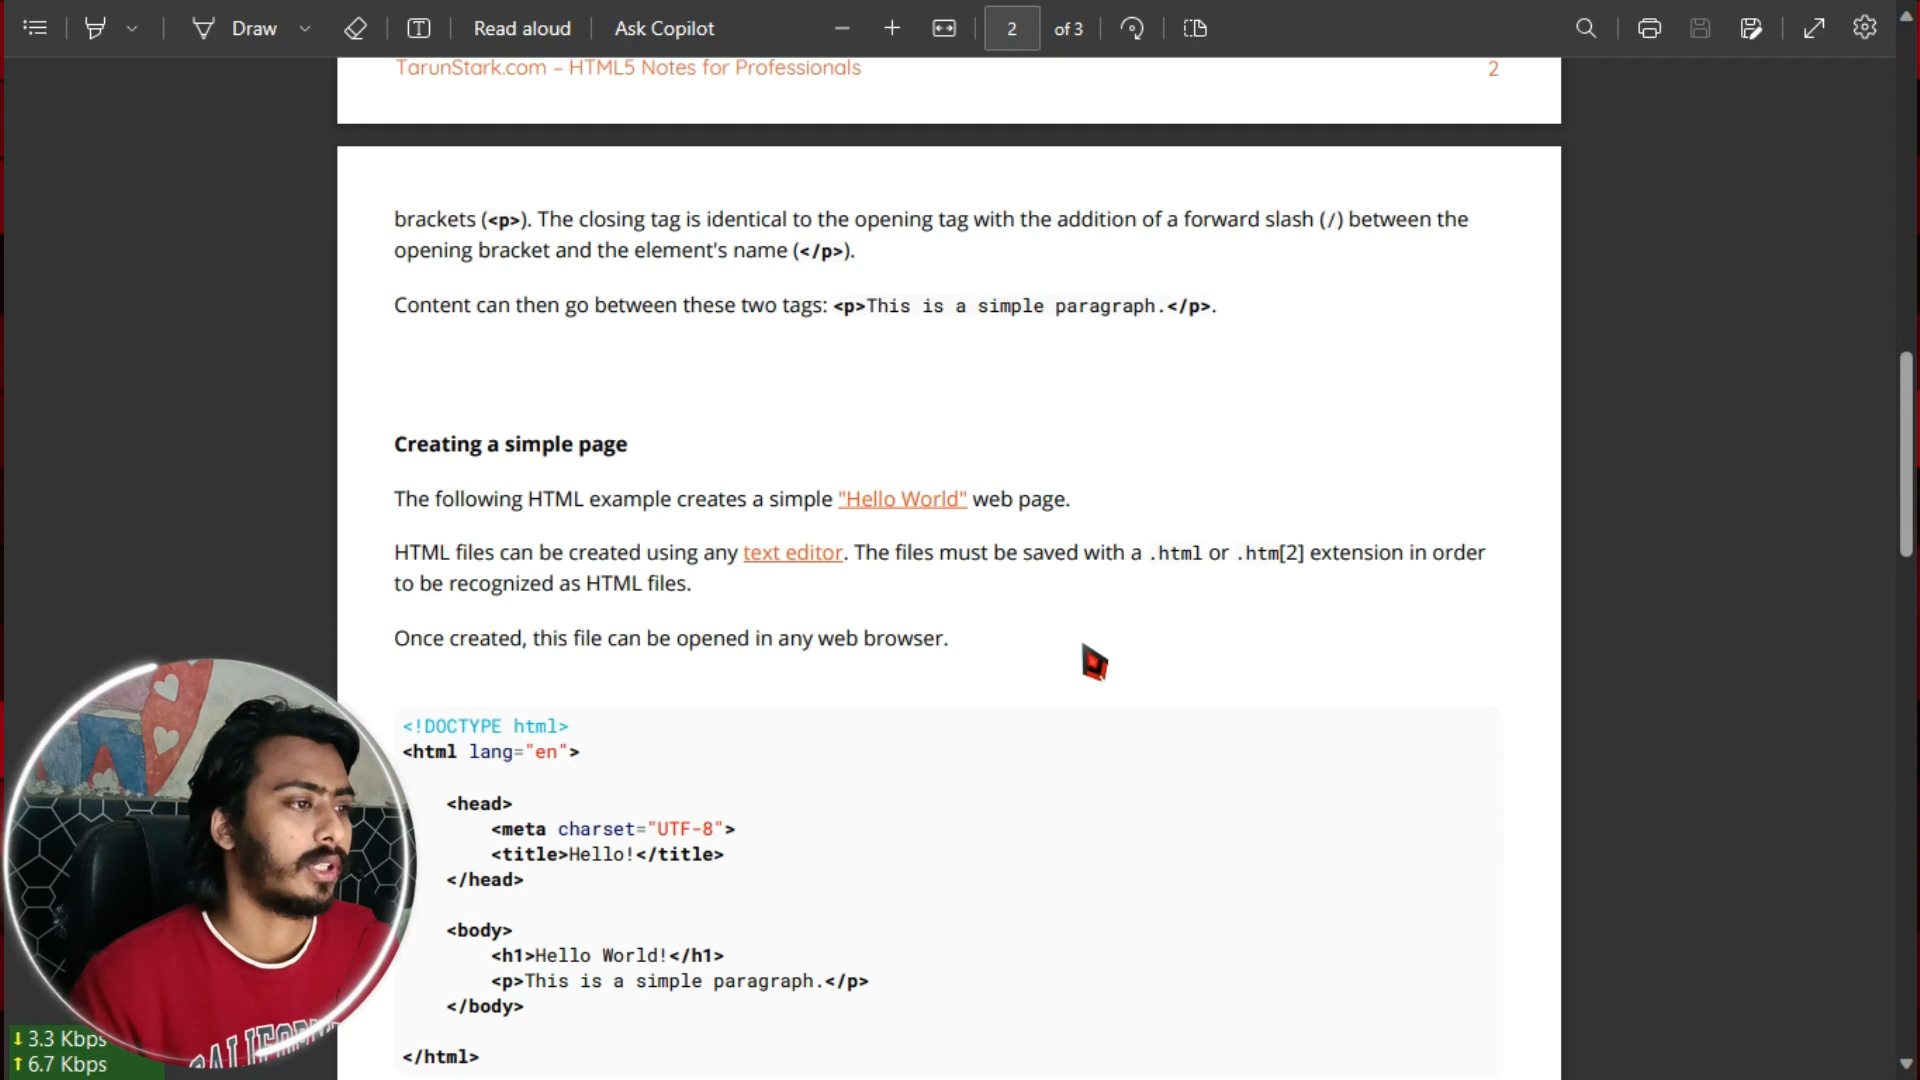 Draw
Read aloud
Ask Copilot
2
of 3
TarunStark.com – HTML5 Notes for Professionals
2
brackets (<p>). The closing tag is identical to the opening tag with the addition of a forward slash (/) between the
opening bracket and the element's name (</p>).
Content can then go between these two tags: <p>This is a simple paragraph.</p>.
Creating a simple page
The following HTML example creates a simple "Hello World" web page.
HTML files can be created using any text editor. The files must be saved with a .html or .htm[2] extension in order
to be recognized as HTML files.
Once created, this file can be opened in any web browser.
<!DOCTYPE html>
<html lang="en">
<head>
<meta charset="UTF-8">
<title>Hello!</title>
</head>
<body>
<h1>Hello World!</h1>
<p>This is a simple paragraph.</p>
</body>
</html>
↓ 3.3 Kbps
↑ 6.7 Kbps